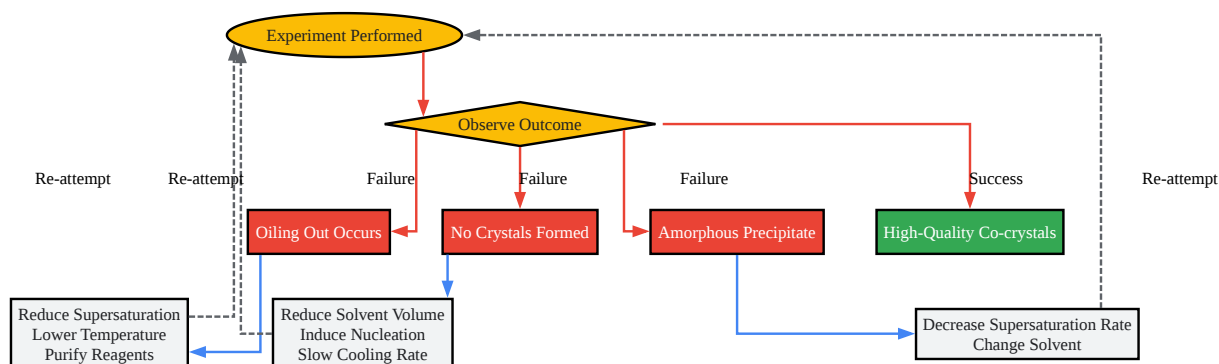 Experiment Performed
Observe Outcome
Re-attempt
Re-attempt
Failure
Failure
Failure
Success
Re-attempt
Oiling Out Occurs
No Crystals Formed
Amorphous Precipitate
High-Quality Co-crystals
Reduce Supersaturation
Lower Temperature
Purify Reagents
Reduce Solvent Volume
Induce Nucleation
Slow Cooling Rate
Decrease Supersaturation Rate
Change Solvent